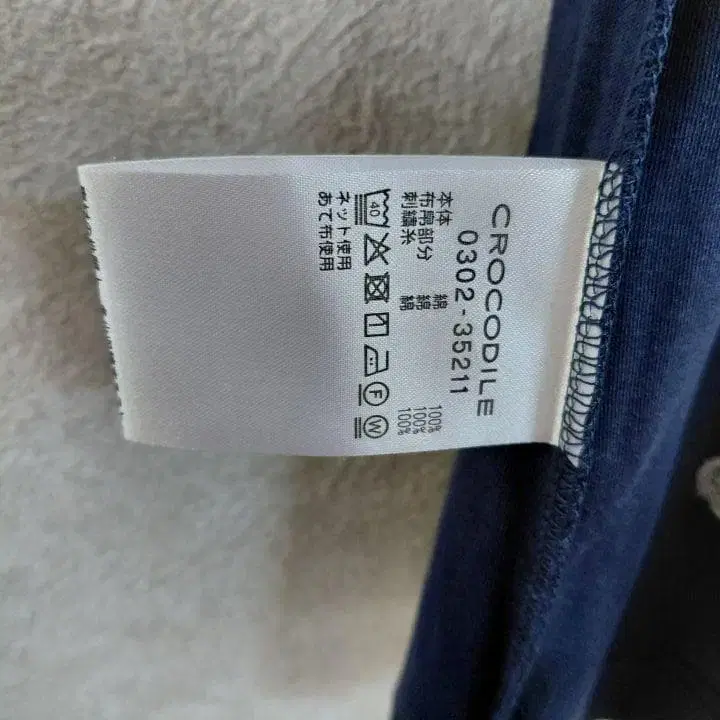 CROCODILE
0302-35211
本体 綿 100%
布帛部分 綿 100%
刺繍糸 綿 100%
40
F W
ネット使用
あて布使用